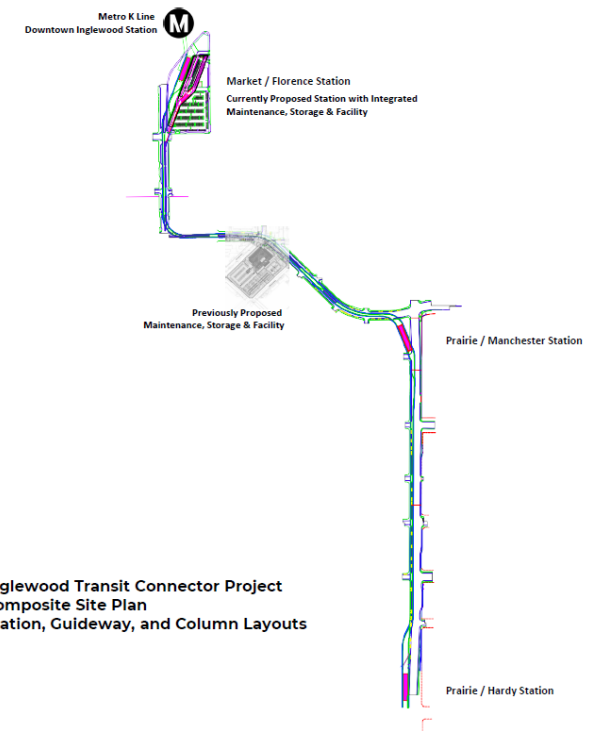 Metro K Line
Downtown Inglewood Station
M
Market / Florence Station
Currently Proposed Station with Integrated
Maintenance, Storage & Facility
Previously Proposed
Maintenance, Storage & Facility
Prairie / Manchester Station
nglewood Transit Connector Project
omposite Site Plan
ation, Guideway, and Column Layouts
Prairie / Hardy Station